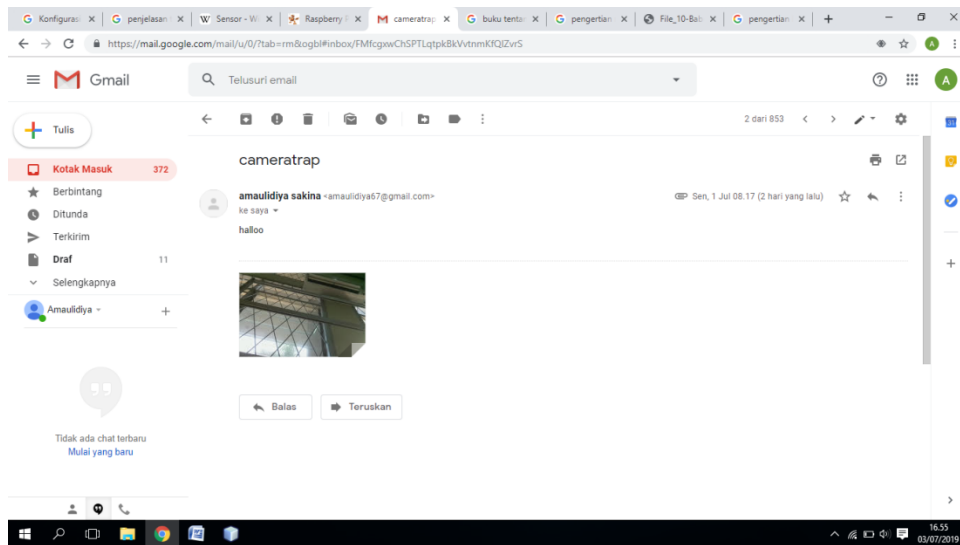 Konfigurasi
penjelasan
Sensor - Wi
Raspberry
cameratrap
buku tentan
pengertian
File_10-Bab
pengertian
https://mail.google.com/mail/u/0/?tab=rm&ogbl#inbox/FMfcgxwChSPTLqtpkBkVvtnmKfQlZvrS
Gmail
Telusuri email
A
Tulis
2 dari 853
Kotak Masuk 372
Berbintang
Ditunda
Terkirim
Draf 11
Selengkapnya
Amaulidiya
cameratrap
amaulidiya sakina <amaulidiya67@gmail.com>
Sen, 1 Jul 08.17 (2 hari yang lalu)
ke saya
halloo
Balas
Teruskan
Tidak ada chat terbaru
Mulai yang baru
16.55
03/07/2019